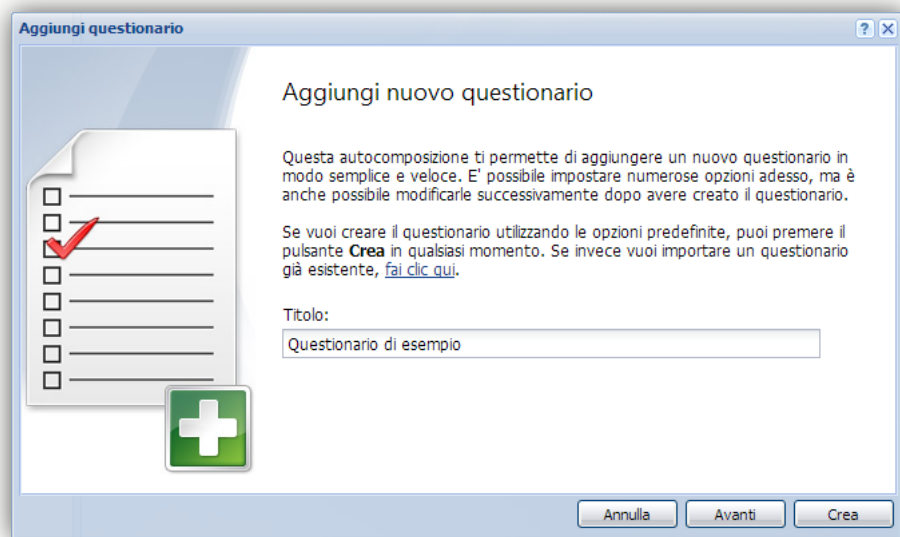 Aggiungi questionario
Aggiungi nuovo questionario
Questa autocomposizione ti permette di aggiungere un nuovo questionario in
modo semplice e veloce. E' possibile impostare numerose opzioni adesso, ma è
anche possibile modificarle successivamente dopo avere creato il questionario.
Se vuoi creare il questionario utilizzando le opzioni predefinite, puoi premere il
pulsante Crea in qualsiasi momento. Se invece vuoi importare un questionario
già esistente, fai clic qui.
Titolo:
Questionario di esempio
Annulla Avanti Crea